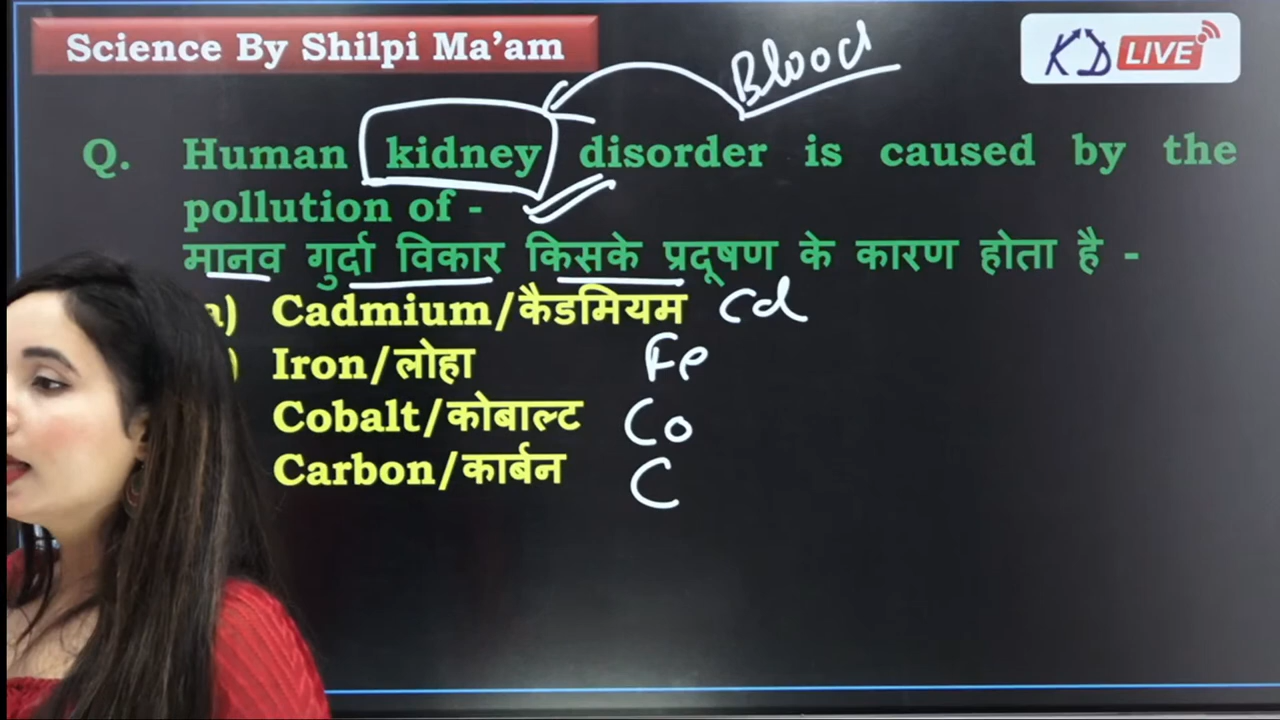 Science By Shilpi Ma'am
KD LIVE
Blood
Q. Human kidney disorder is caused by the
pollution of -
मानव गुर्दा विकार किसके प्रदूषण के कारण होता है -
a) Cadmium/कैडमियम Cd
) Iron/लोहा Fe
Cobalt/कोबाल्ट Co
Carbon/कार्बन C